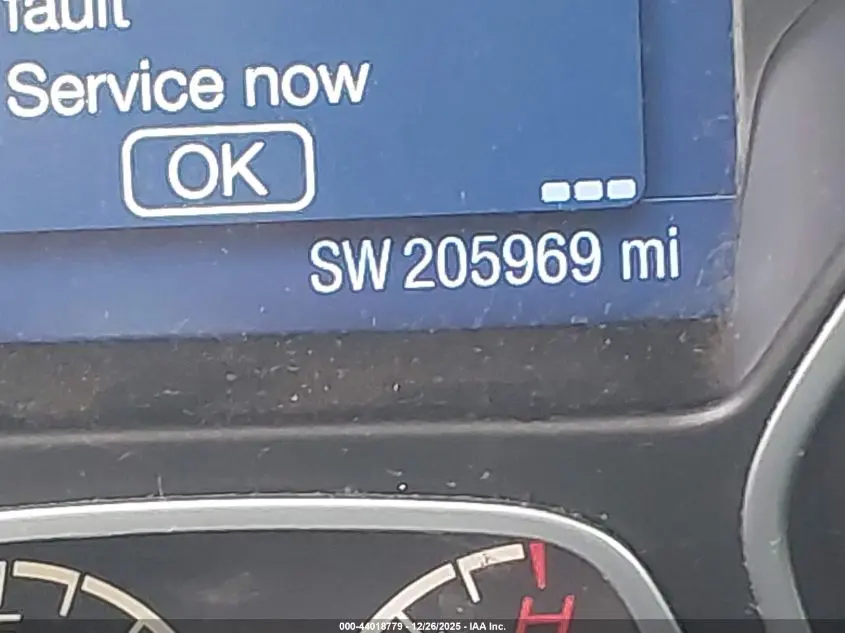 fault
Service now
OK
SW 205969 mi
H
000-44018779 - 12/26/2025 - IAA Inc.